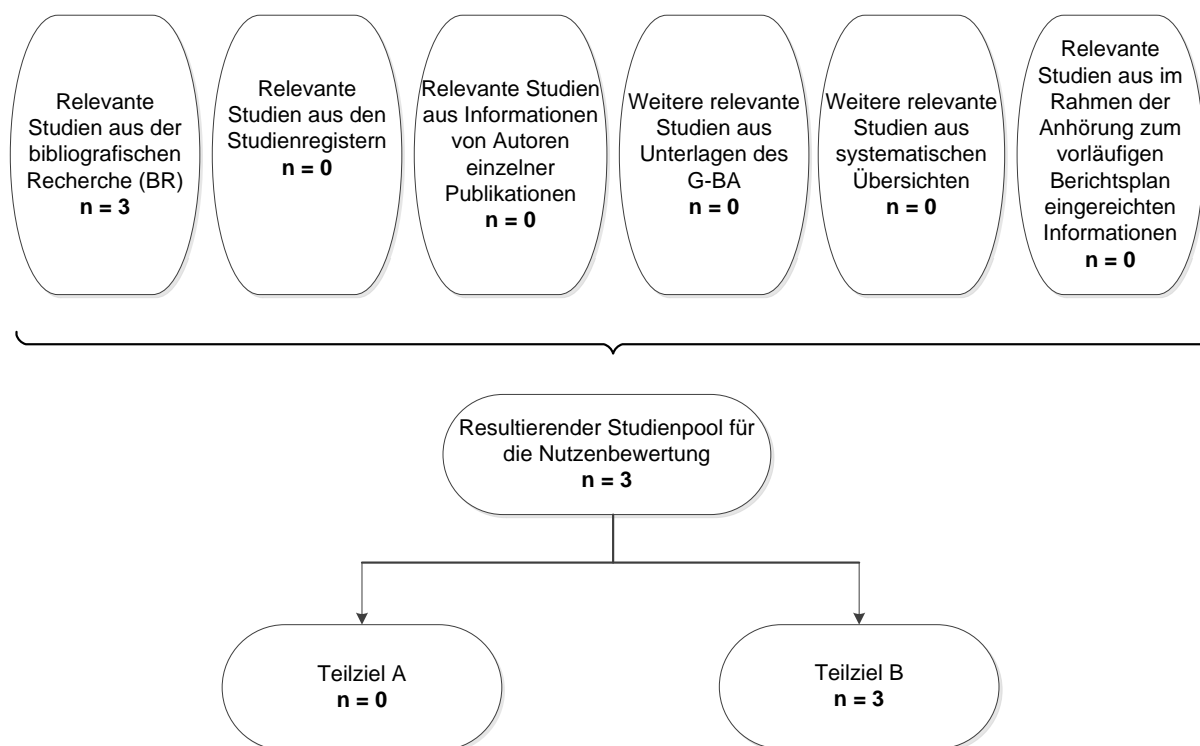 Relevante
Studien aus der
bibliografischen
Recherche (BR)
n = 3
Relevante
Studien aus den
Studienregistern
n = 0
Relevante Studien
aus Informationen
von Autoren
einzelner
Publikationen
n = 0
Weitere relevante
Studien aus
Unterlagen des
G-BA
n = 0
Weitere relevante
Studien aus
systematischen
Übersichten
n = 0
Relevante
Studien aus im
Rahmen der
Anhörung zum
vorläufigen
Berichtsplan
eingereichten
Informationen
n = 0
Resultierender Studienpool für
die Nutzenbewertung
n = 3
Teilziel A
n = 0
Teilziel B
n = 3